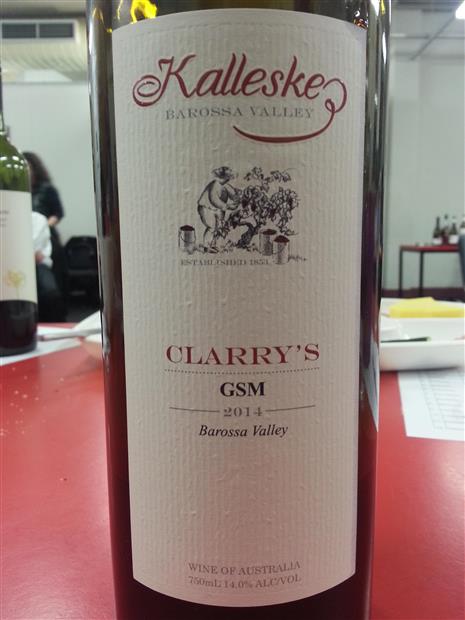 Kalleske
BAROSSA VALLEY
ESTABLISHED 1853.
CLARRY'S
GSM
2014
Barossa Valley
WINE OF AUSTRALIA
750mL 14.0% ALC/VOL